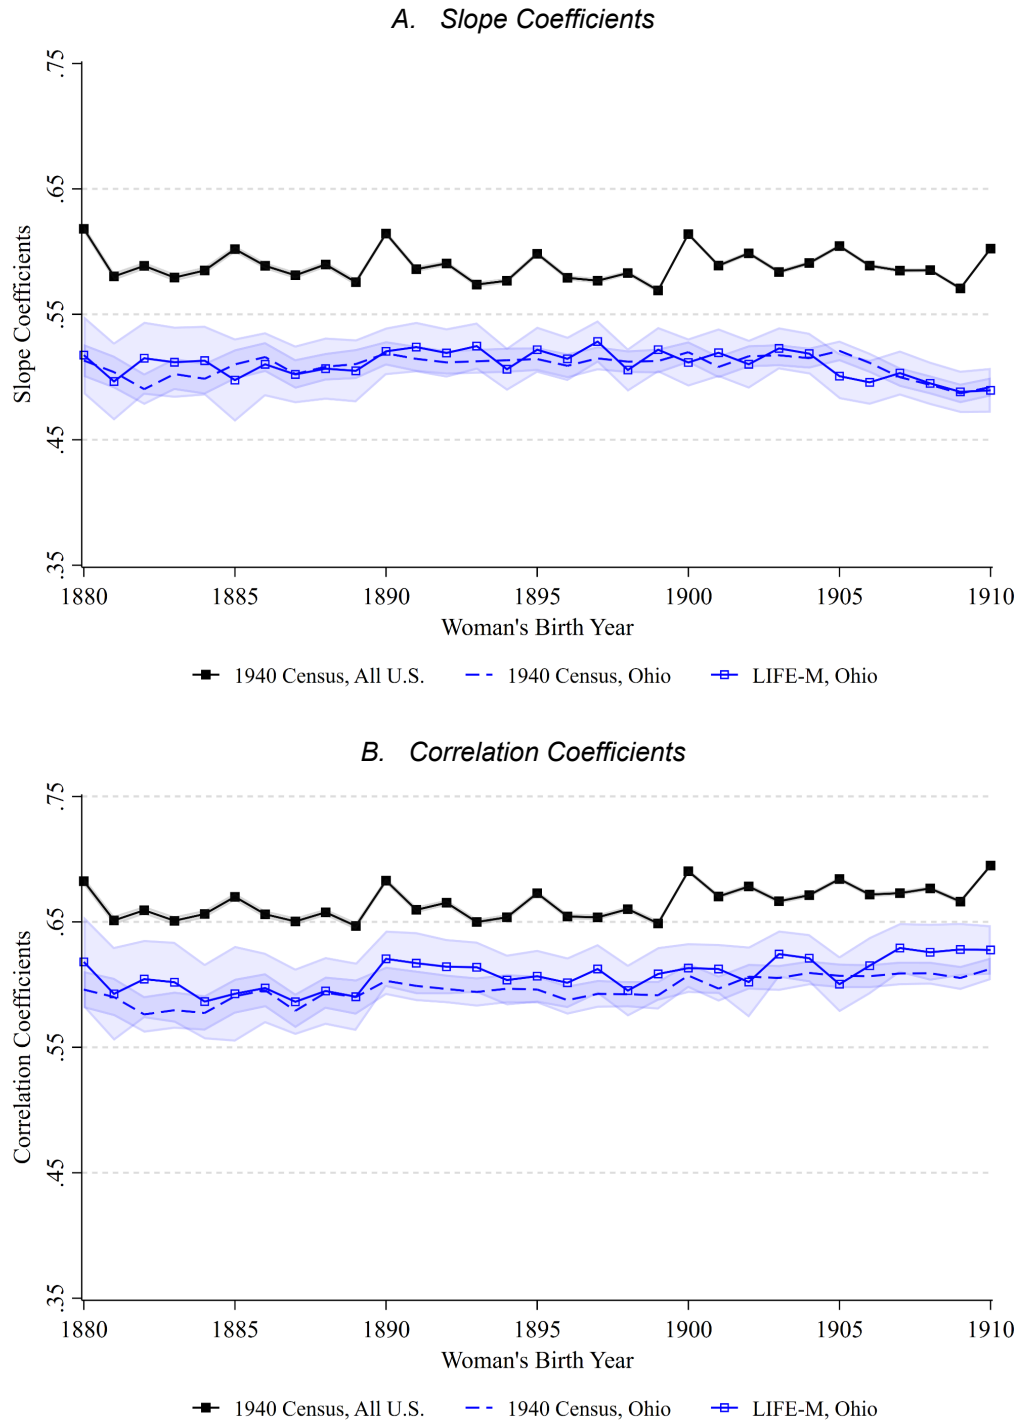 A. Slope Coefficients
.75
.65
.55
.45
.35
Slope Coefficients
1880 1885 1890 1895 1900 1905 1910
Woman's Birth Year
1940 Census, All U.S. 1940 Census, Ohio LIFE-M, Ohio
B. Correlation Coefficients
.75
.65
.55
.45
.35
Correlation Coefficients
1880 1885 1890 1895 1900 1905 1910
Woman's Birth Year
1940 Census, All U.S. 1940 Census, Ohio LIFE-M, Ohio